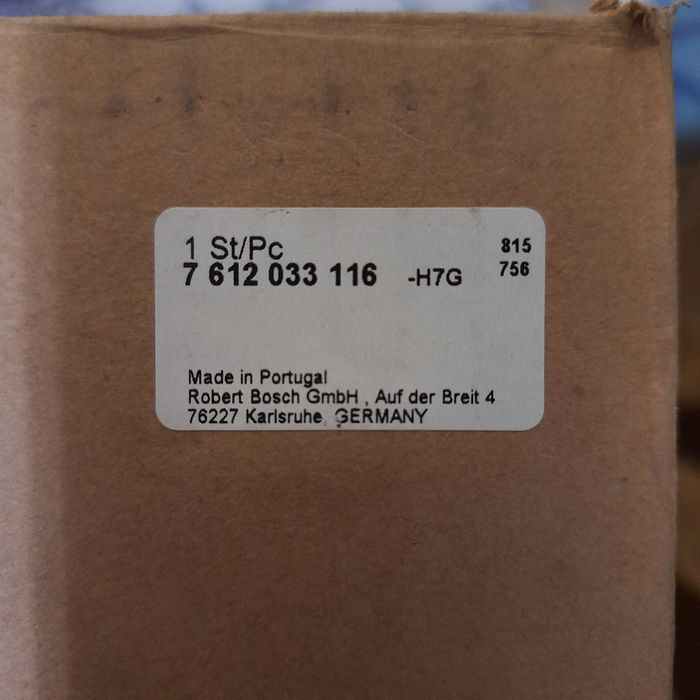 1 St/Pc 815
7 612 033 116 -H7G 756
Made in Portugal
Robert Bosch GmbH , Auf der Breit 4
76227 Karlsruhe, GERMANY